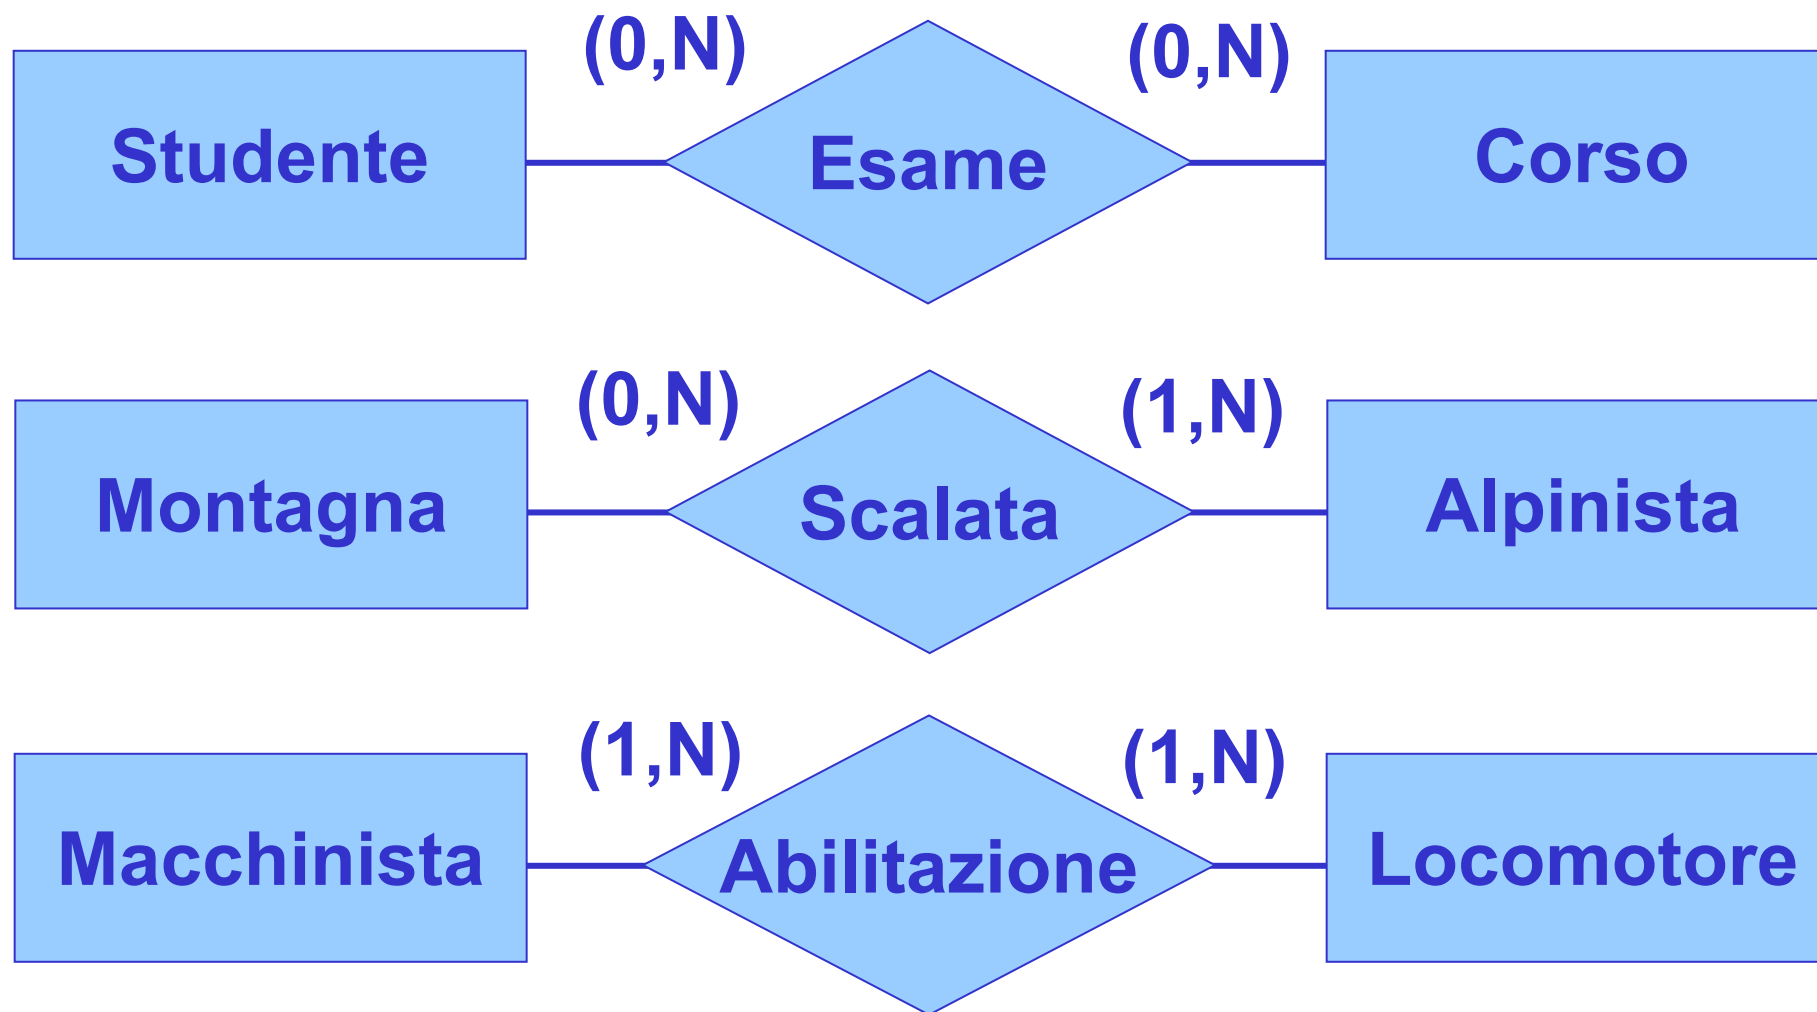 (0,N)
(0,N)
Studente
Esame
Corso
(0,N)
(1,N)
Montagna
Scalata
Alpinista
(1,N)
(1,N)
Macchinista
Abilitazione
Locomotore